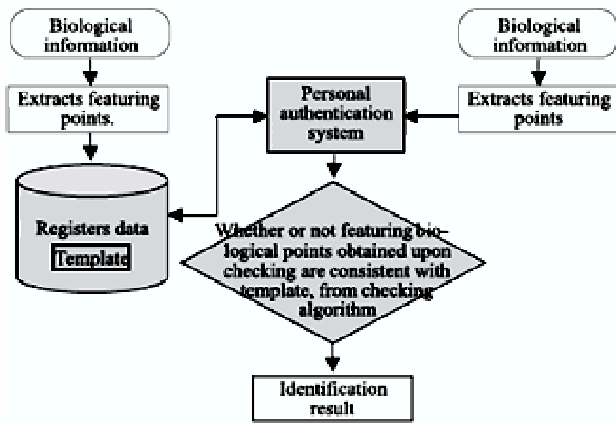 Biological
information
Extracts featuring
points.
Registers data
Template
Personal
authentication
system
Biological
information
Extracts featuring
points
Whether or not featuring bio-
logical points obtained upon
checking are consistent with
template, from checking
algorithm
Identification
result